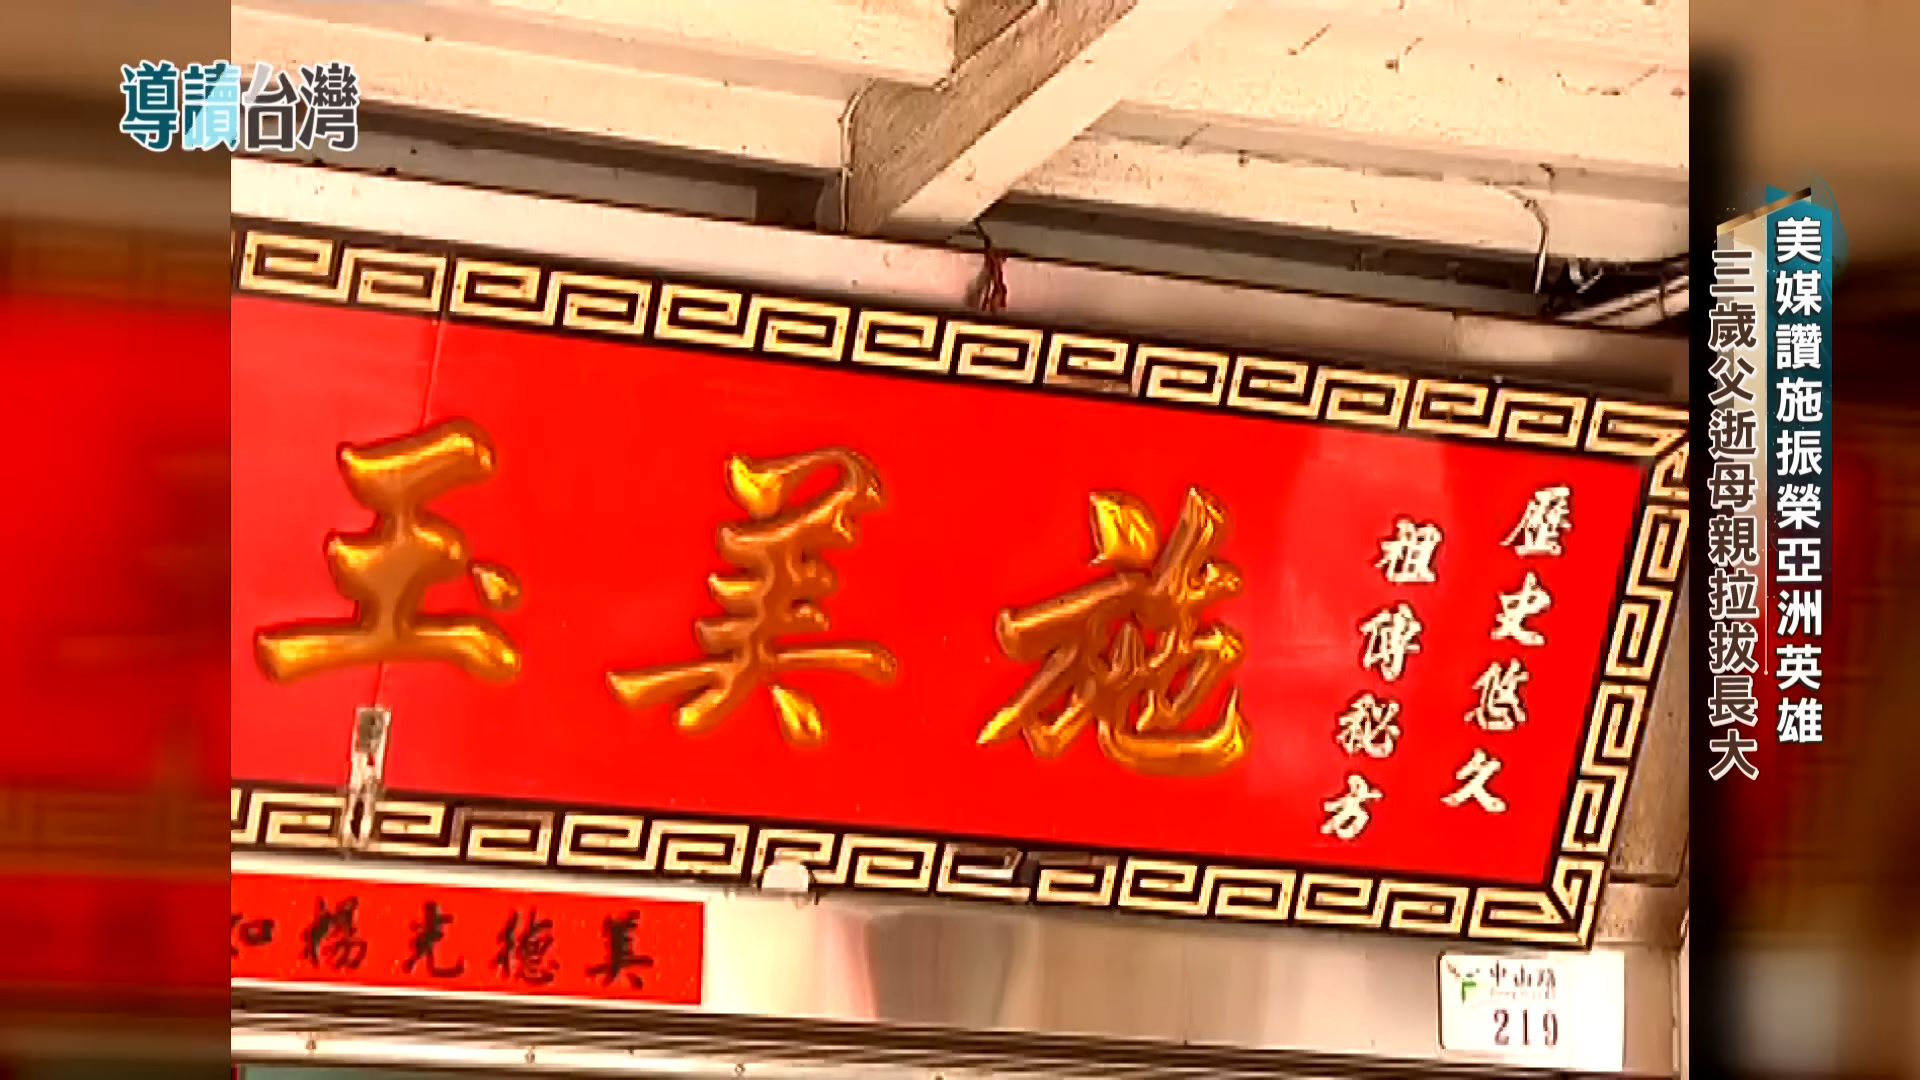 導讀台灣
美媒讚施振榮亞洲英雄
三歲父逝母親拉拔長大
歷史悠久
祖傳秘方
施美玉
美德光楊和
中山路
219